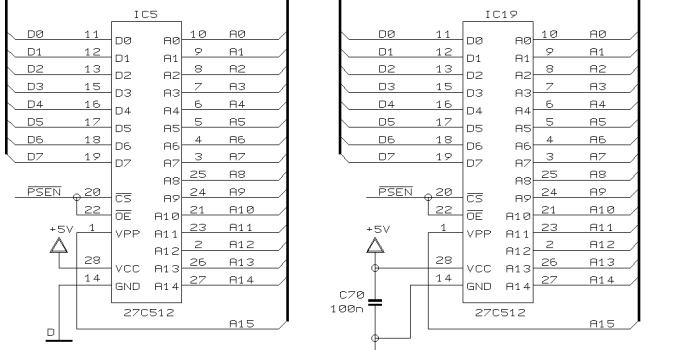 IC5 IC19
D0 11 D0 A0 10 A0 D0 11 D0 A0 10 A0
D1 12 D1 A1 9 A1 D1 12 D1 A1 9 A1
D2 13 D2 A2 8 A2 D2 13 D2 A2 8 A2
D3 15 D3 A3 7 A3 D3 15 D3 A3 7 A3
D4 16 D4 A4 6 A4 D4 16 D4 A4 6 A4
D5 17 D5 A5 5 A5 D5 17 D5 A5 5 A5
D6 18 D6 A6 4 A6 D6 18 D6 A6 4 A6
D7 19 D7 A7 3 A7 D7 19 D7 A7 3 A7
A8 25 A8 A8 25 A8
PSEN 20 CS A9 24 A9 PSEN 20 CS A9 24 A9
22 OE A10 21 A10 22 OE A10 21 A10
+5V 1 VPP A11 23 A11 +5V 1 VPP A11 23 A11
A12 2 A12 A12 2 A12
28 VCC A13 26 A13 28 VCC A13 26 A13
14 GND A14 27 A14 14 GND A14 27 A14
C70
100n
27C512 27C512
D A15 A15